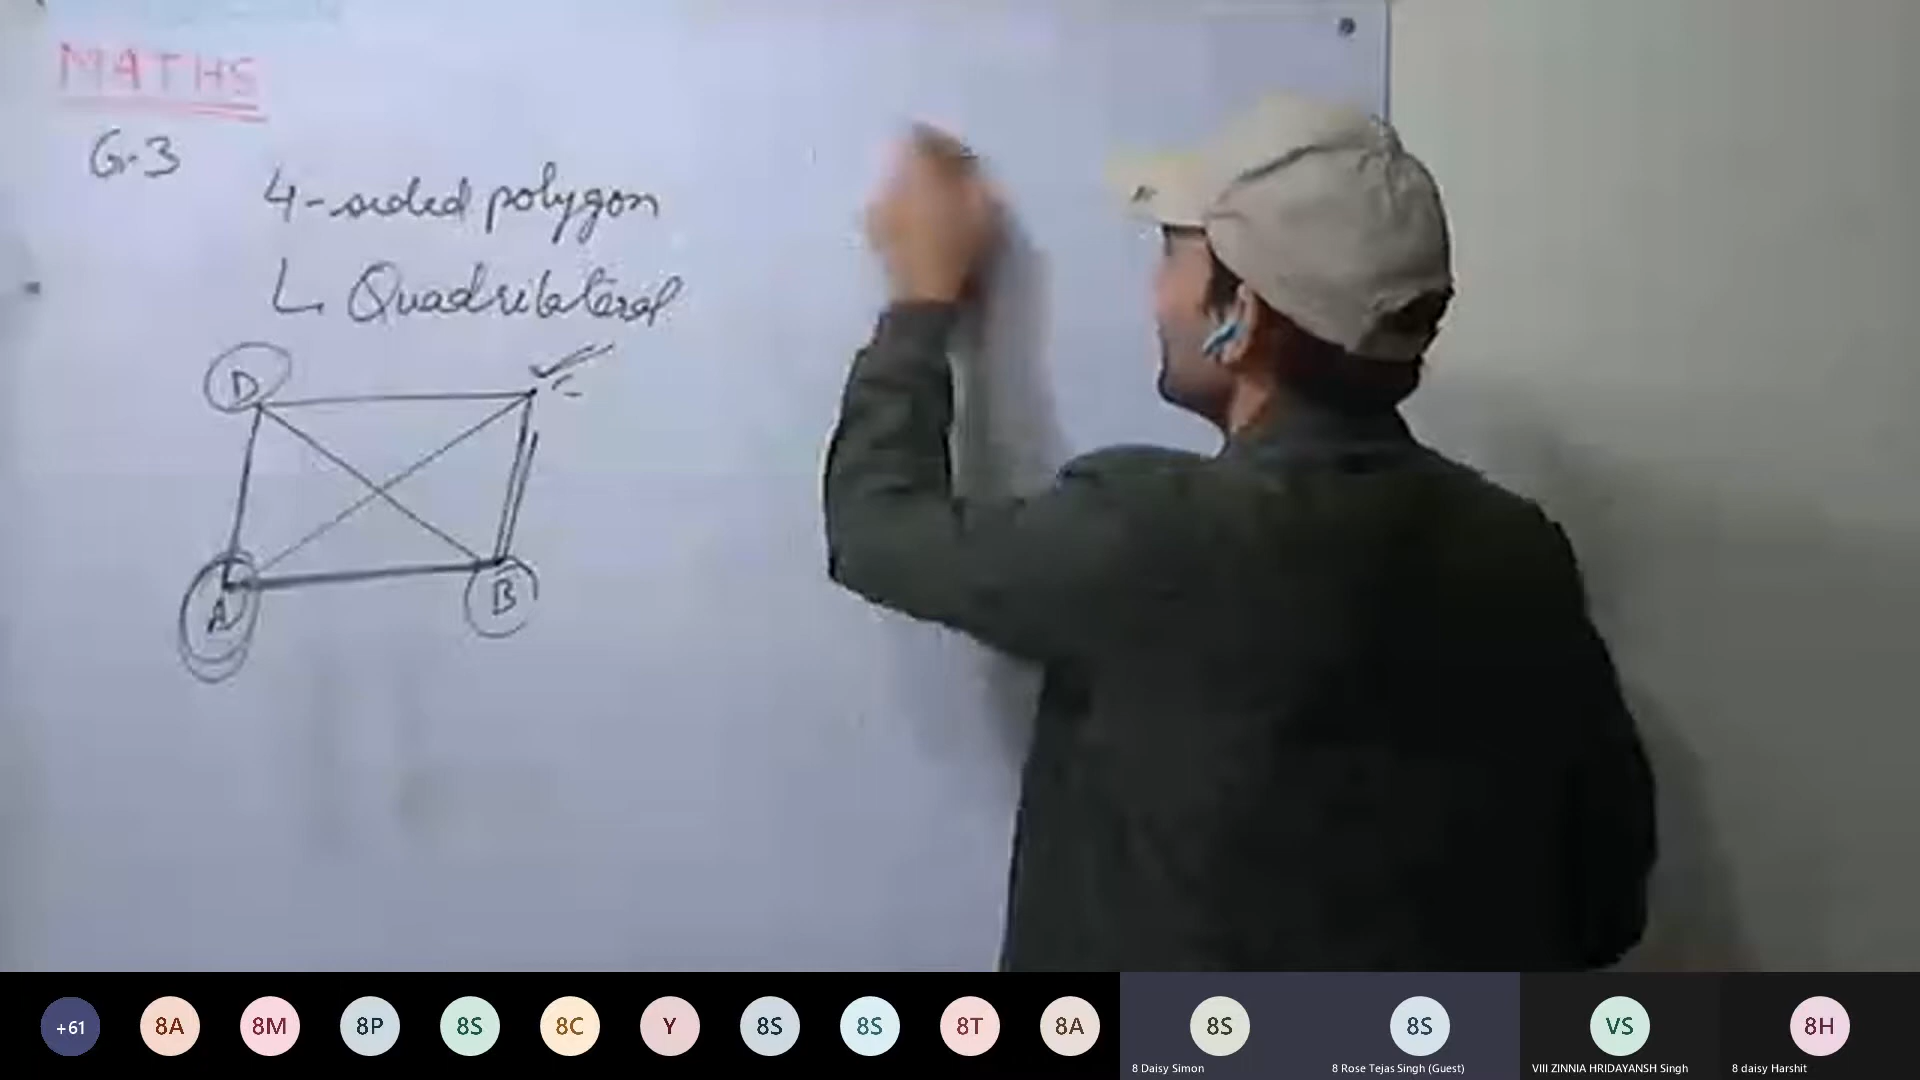 MATHS
G-3
4-sided polygon
Quadrilateral
D
C
A
B
+61
8A
8M
8P
8S
8C
Y
8S
8S
8T
8A
8S
8S
VS
8H
8 Daisy Simon
8 Rose Tejas Singh (Guest)
VIII ZINNIA HRIDAYANSH Singh
8 daisy Harshit